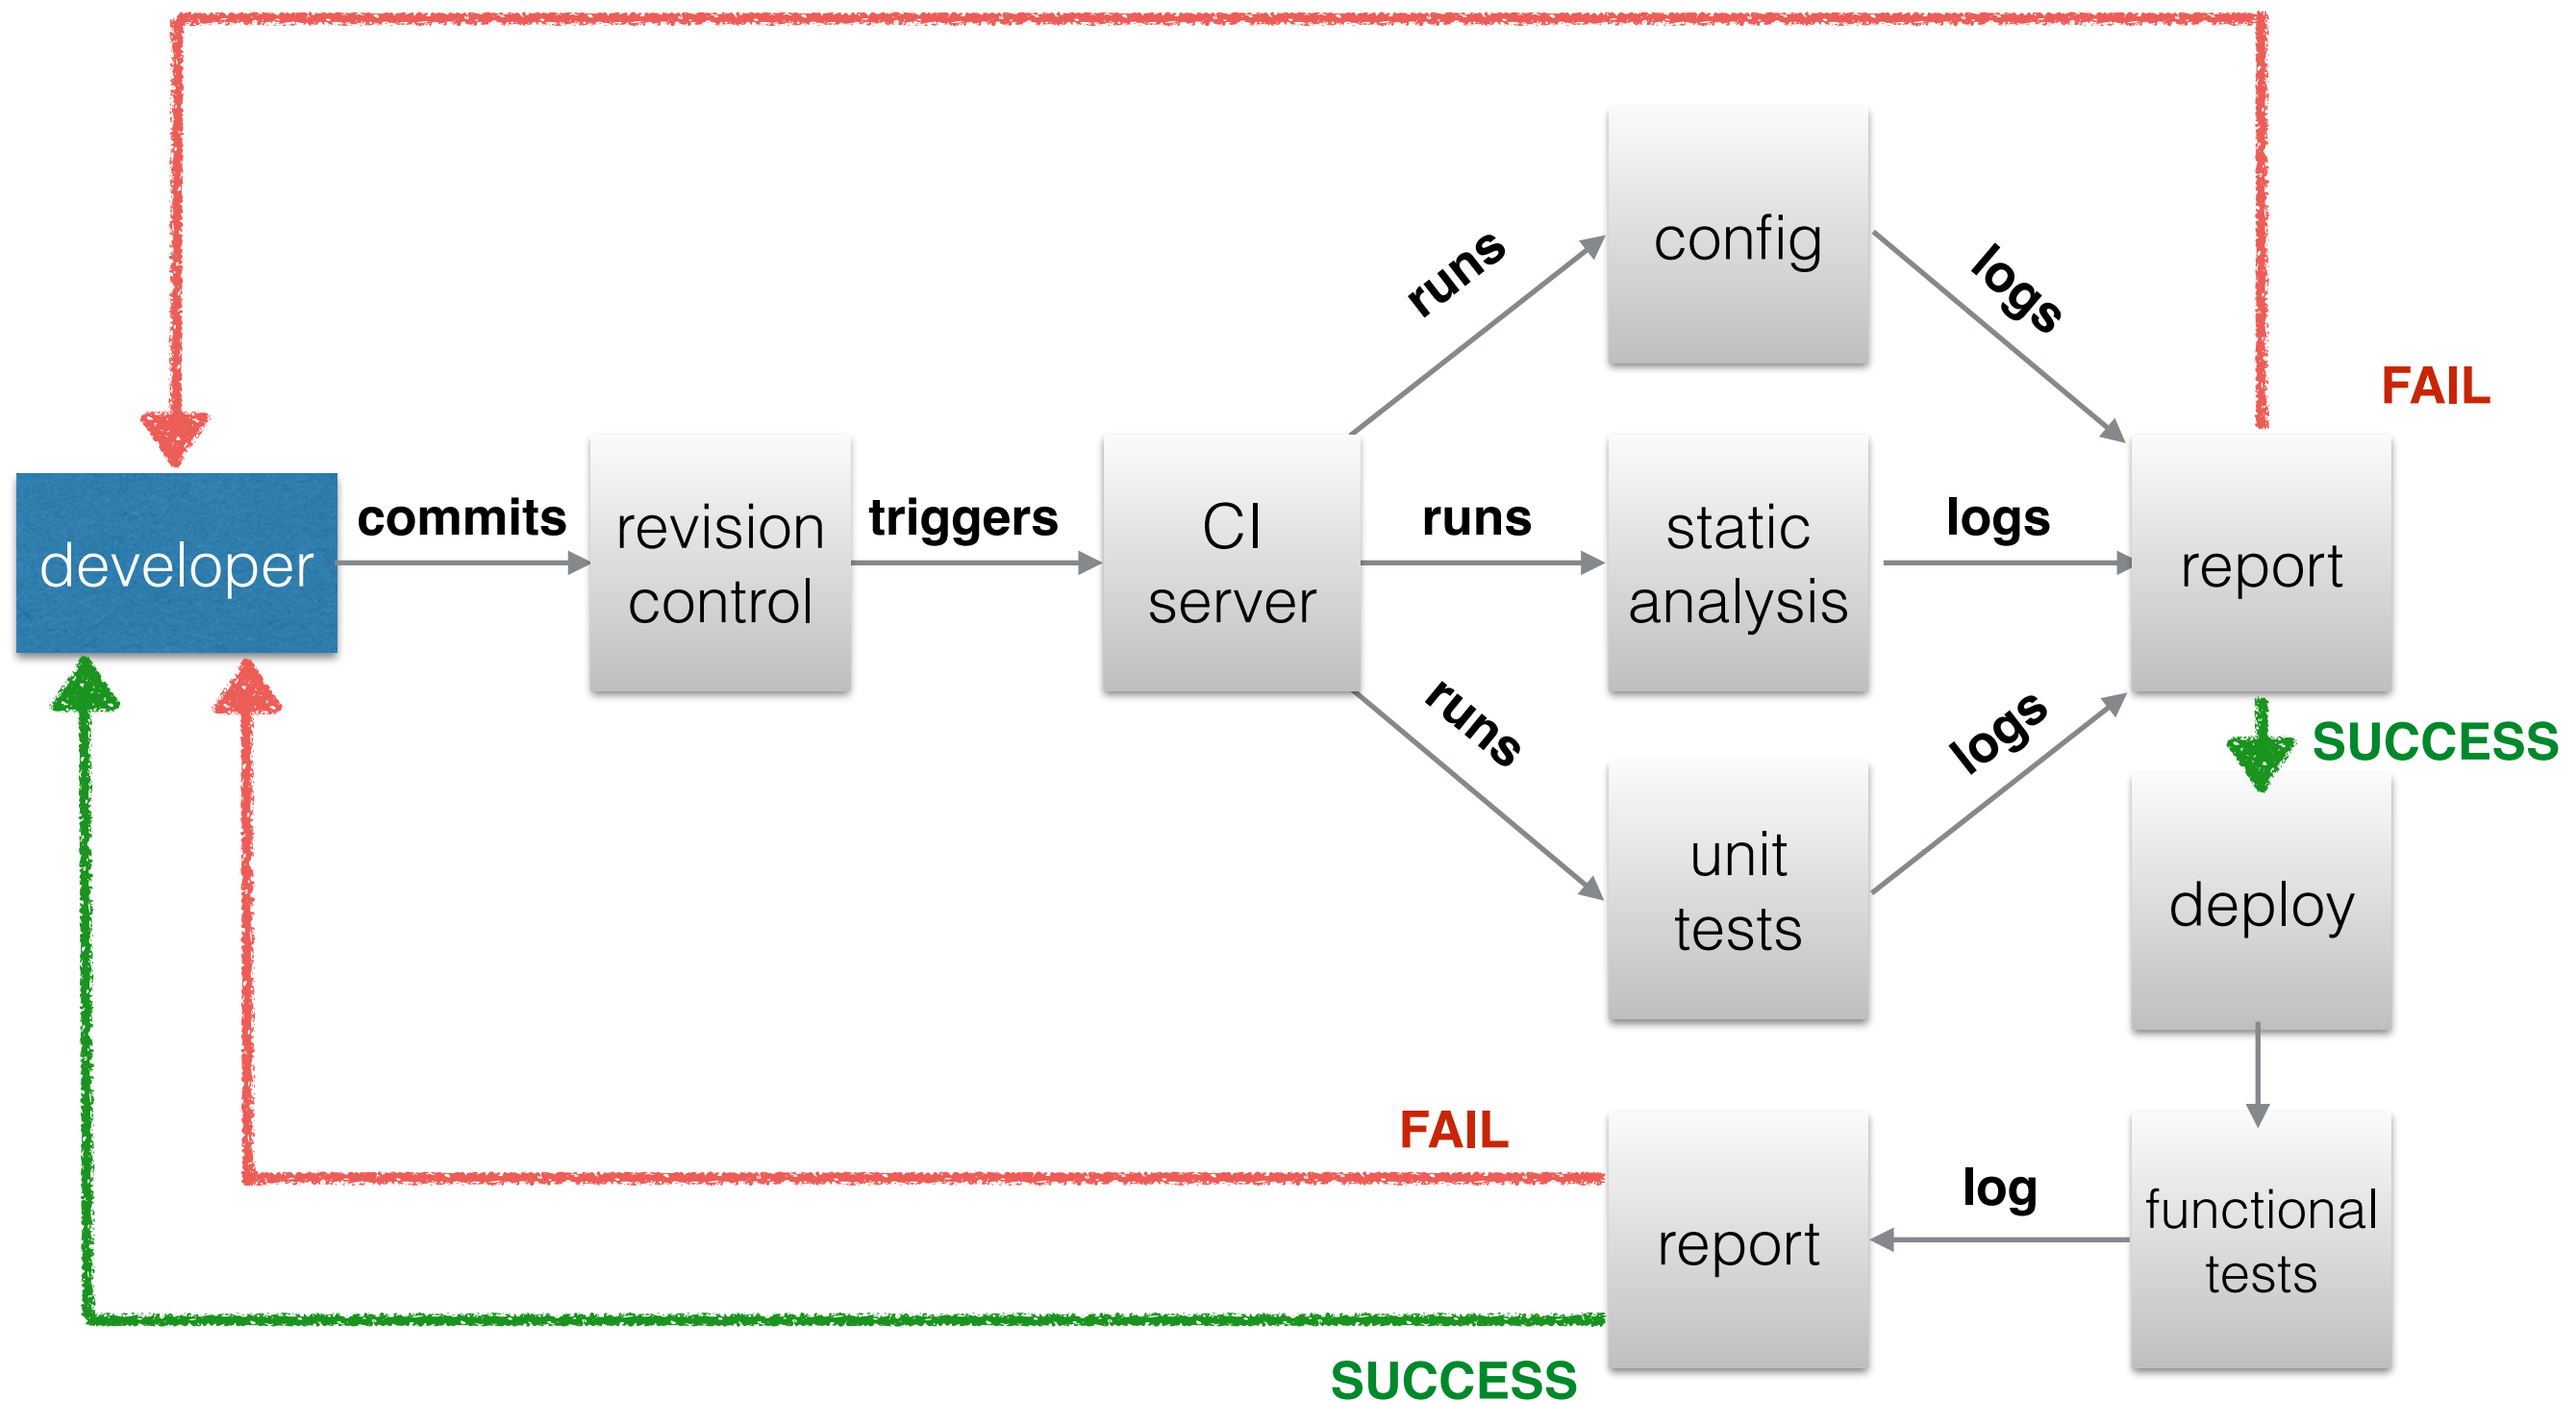 config
runs
logs
FAIL
developer
commits
revision
control
triggers
CI
server
runs
static
analysis
logs
report
runs
unit
tests
logs
SUCCESS
deploy
FAIL
report
log
functional
tests
SUCCESS